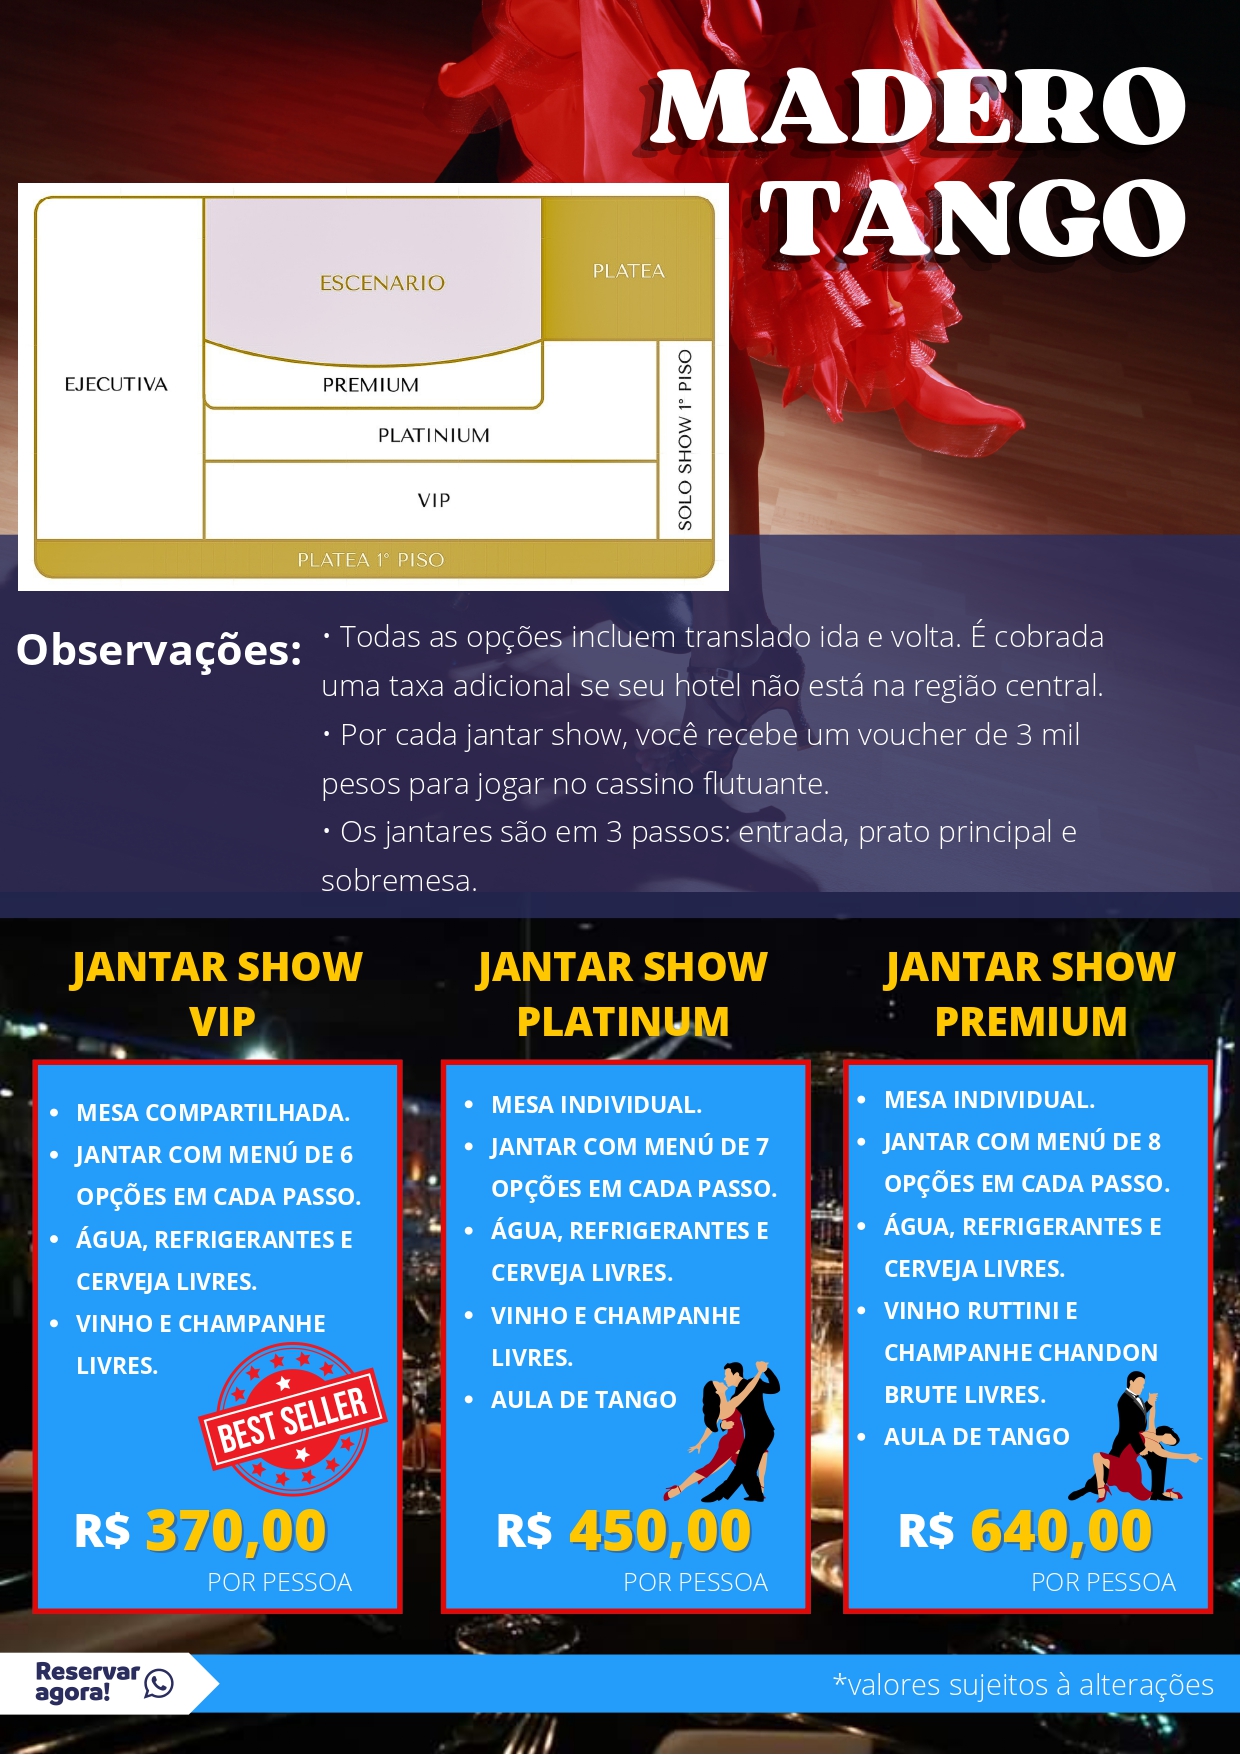 MADERO
TANGO
ESCENARIO
PLATEA
EJECUTIVA
PREMIUM
PLATINIUM
VIP
SOLO SHOW 1° PISO
PLATEA 1° PISO
Observações:
• Todas as opções incluem translado ida e volta. É cobrada
uma taxa adicional se seu hotel não está na região central.
• Por cada jantar show, você recebe um voucher de 3 mil
pesos para jogar no cassino flutuante.
• Os jantares são em 3 passos: entrada, prato principal e
sobremesa.
JANTAR SHOW
VIP
• MESA COMPARTILHADA.
• JANTAR COM MENÚ DE 6
OPÇÕES EM CADA PASSO.
• ÁGUA, REFRIGERANTES E
CERVEJA LIVRES.
• VINHO E CHAMPANHE
LIVRES.
BEST SELLER
R$ 370,00
POR PESSOA
JANTAR SHOW
PLATINUM
• MESA INDIVIDUAL.
• JANTAR COM MENÚ DE 7
OPÇÕES EM CADA PASSO.
• ÁGUA, REFRIGERANTES E
CERVEJA LIVRES.
• VINHO E CHAMPANHE
LIVRES.
• AULA DE TANGO
R$ 450,00
POR PESSOA
JANTAR SHOW
PREMIUM
• MESA INDIVIDUAL.
• JANTAR COM MENÚ DE 8
OPÇÕES EM CADA PASSO.
• ÁGUA, REFRIGERANTES E
CERVEJA LIVRES.
• VINHO RUTTINI E
CHAMPANHE CHANDON
BRUTE LIVRES.
• AULA DE TANGO
R$ 640,00
POR PESSOA
Reservar
agora!
*valores sujeitos à alterações